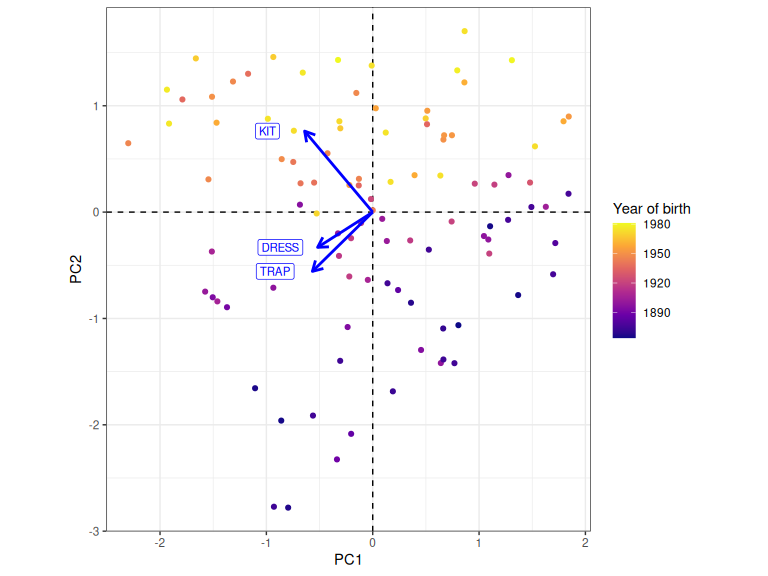 KIT
DRESS
TRAP
1
0
-1
-2
-3
-2
-1
0
1
2
PC1
PC2
Year of birth
1980
1950
1920
1890